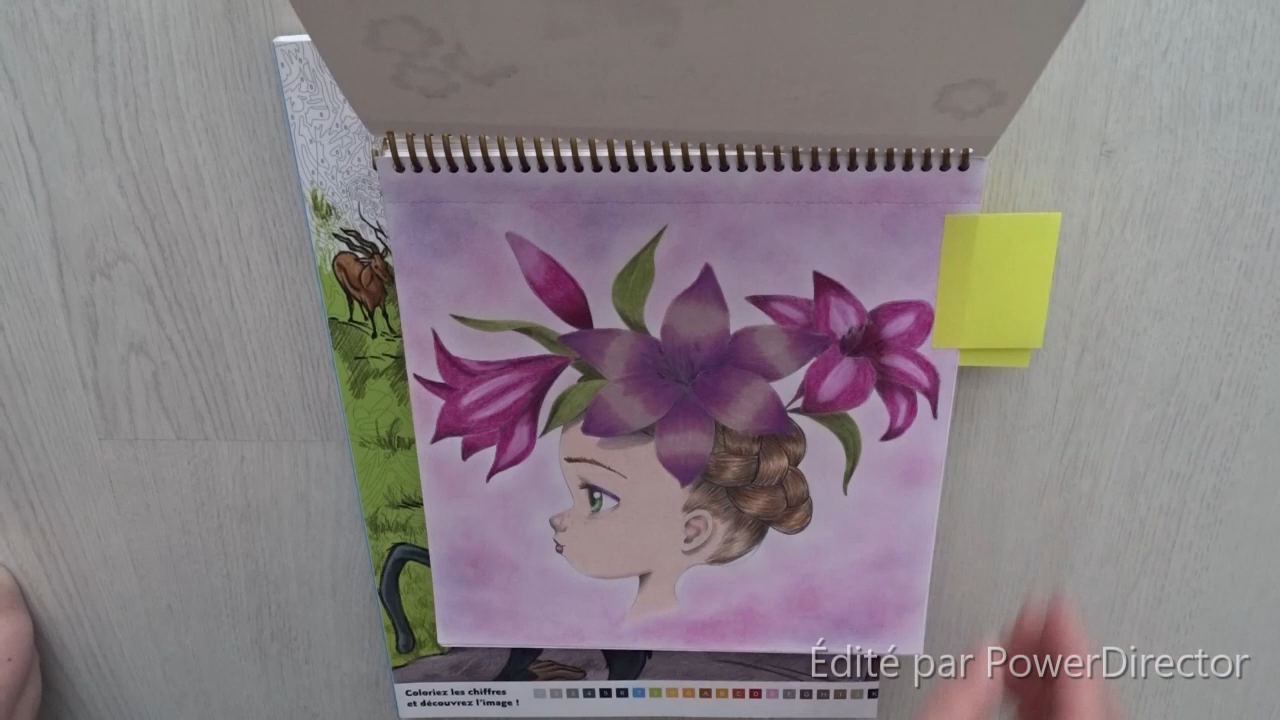 Édité par PowerDirector
Coloriez les chiffres
et découvrez l'image !